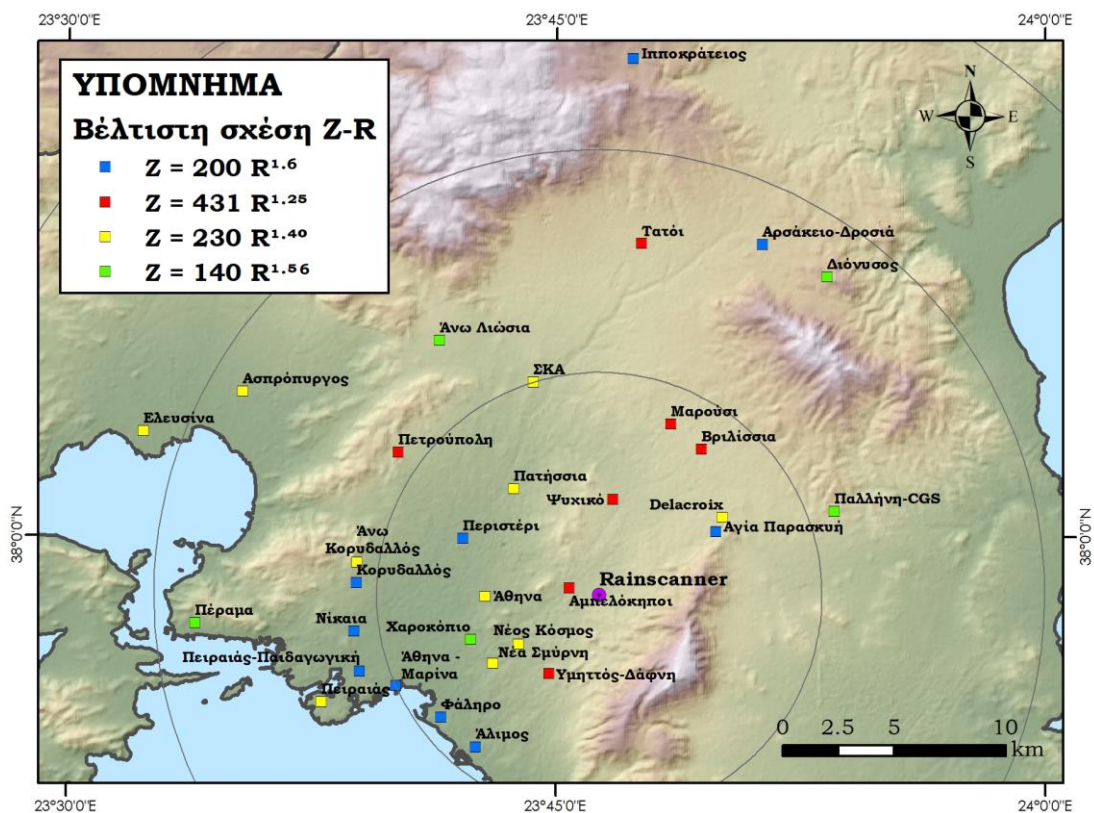 23°30'0"E
23°45'0"E
24°0'0"E
ΥΠΟΜΝΗΜΑ
Βέλτιστη σχέση Z-R
Z = 200 R¹·⁶
Z = 431 R¹·²⁵
Z = 230 R¹·⁴⁰
Z = 140 R¹·⁵⁶
Ιπποκράτειος
N
W
E
S
Τατόι
Αρσάκειο-Δροσιά
Διόνυσος
Άνω Λιώσια
ΣΚΑ
Ασπρόπυργος
Μαρούσι
Ελευσίνα
Πετρούπολη
Βριλίσσια
Πατήσσια
Ψυχικό
Delacroix
Παλλήνη-CGS
38°0'0"N
38°0'0"N
Περιστέρι
Αγία Παρασκυή
Άνω
Κορυδαλλός
Κορυδαλλός
Rainscanner
Άθηνα
Αμπελόκηποι
Πέραμα
Νίκαια
Χαροκόπιο
Νέος Κόσμος
Νέα Σμύρνη
Πειραιάς-Παιδαγωγική
Άθηνα -
Μαρίνα
Υμηττός-Δάφνη
Πειραιάς
Φάληρο
Άλιμος
0 2.5 5 10
km
23°30'0"E
23°45'0"E
24°0'0"E